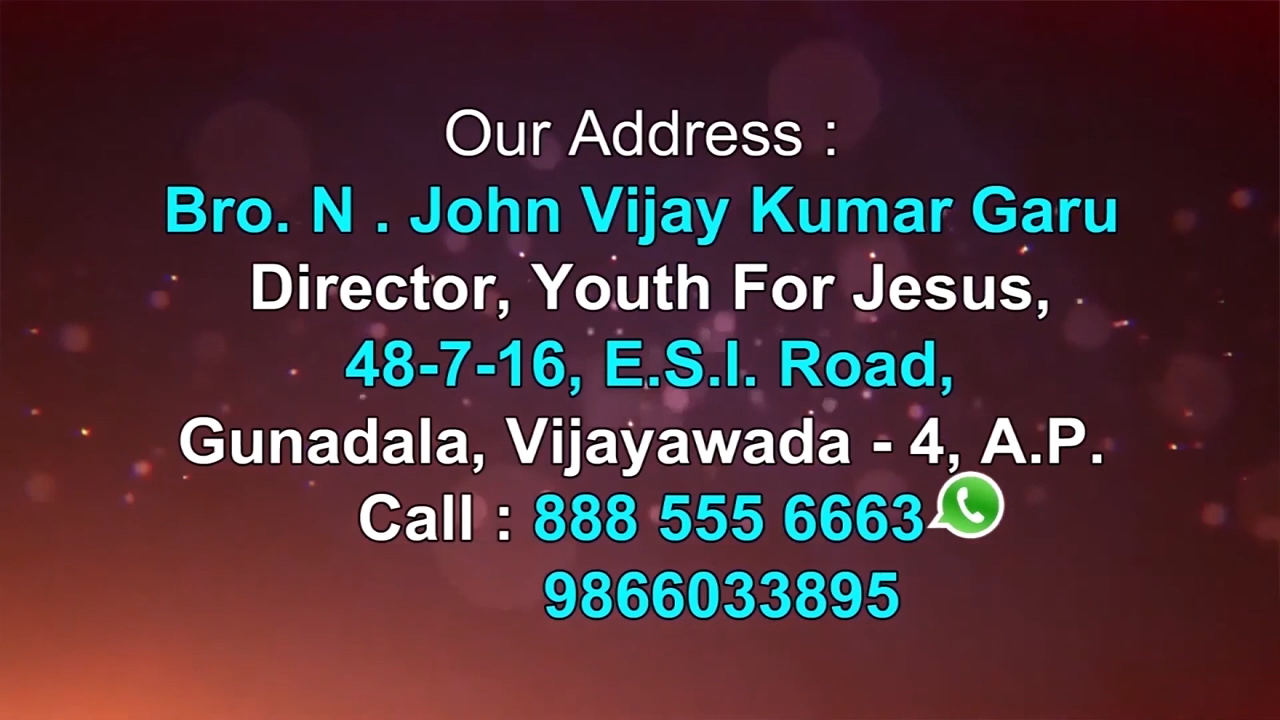 Our Address :
Bro. N . John Vijay Kumar Garu
Director, Youth For Jesus,
48-7-16, E.S.I. Road,
Gunadala, Vijayawada - 4, A.P.
Call : 888 555 6663
9866033895